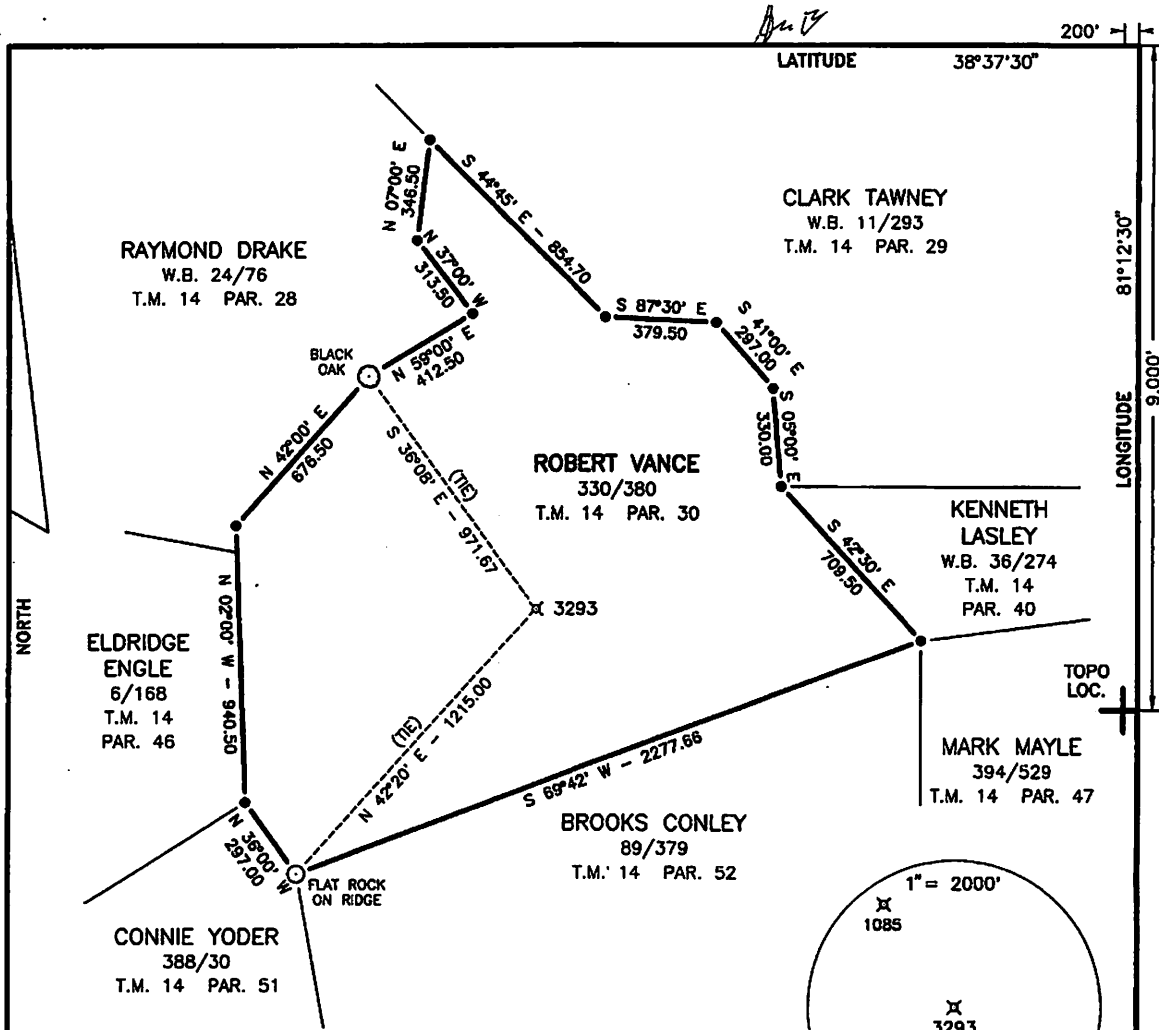 200'
LATITUDE 38°37'30"
S 44°45' E - 854.70
N 07°00' E
346.50
CLARK TAWNEY
W.B. 11/293
T.M. 14 PAR. 29
RAYMOND DRAKE
W.B. 24/76
T.M. 14 PAR. 28
N 37°00' W
313.50
81°12'30"
LONGITUDE
9.000'
S 87°30' E
379.50
S 41°00' E
297.00
BLACK
OAK
N 59°00' E
412.50
S 05°00' E
330.00
N 42°00' E
676.50
(TIE)
S 36°08' E - 971.67
ROBERT VANCE
330/380
T.M. 14 PAR. 30
KENNETH
LASLEY
W.B. 36/274
T.M. 14
PAR. 40
S 42°30' E
709.50
3293
NORTH
N 02°00' W - 940.50
ELDRIDGE
ENGLE
6/168
T.M. 14
PAR. 46
TOPO
LOC.
(TIE)
N 42°20' E - 1215.00
S 69°42' W - 2277.66
MARK MAYLE
394/529
T.M. 14 PAR. 47
BROOKS CONLEY
89/379
T.M.' 14 PAR. 52
N 36°00' W
297.00
FLAT ROCK
ON RIDGE
1"= 2000'
1085
CONNIE YODER
388/30
T.M. 14 PAR. 51
3293